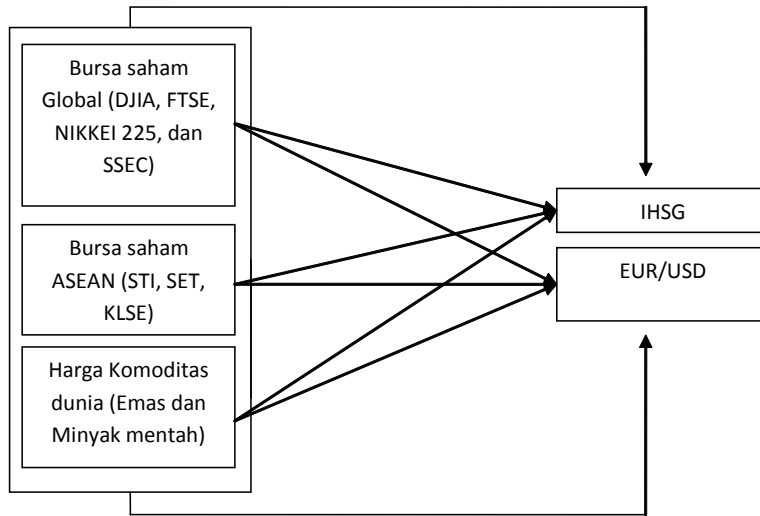 Bursa saham
Global (DJIA, FTSE,
NIKKEI 225, dan
SSEC)
Bursa saham
ASEAN (STI, SET,
KLSE)
Harga Komoditas
dunia (Emas dan
Minyak mentah)
IHSG
EUR/USD